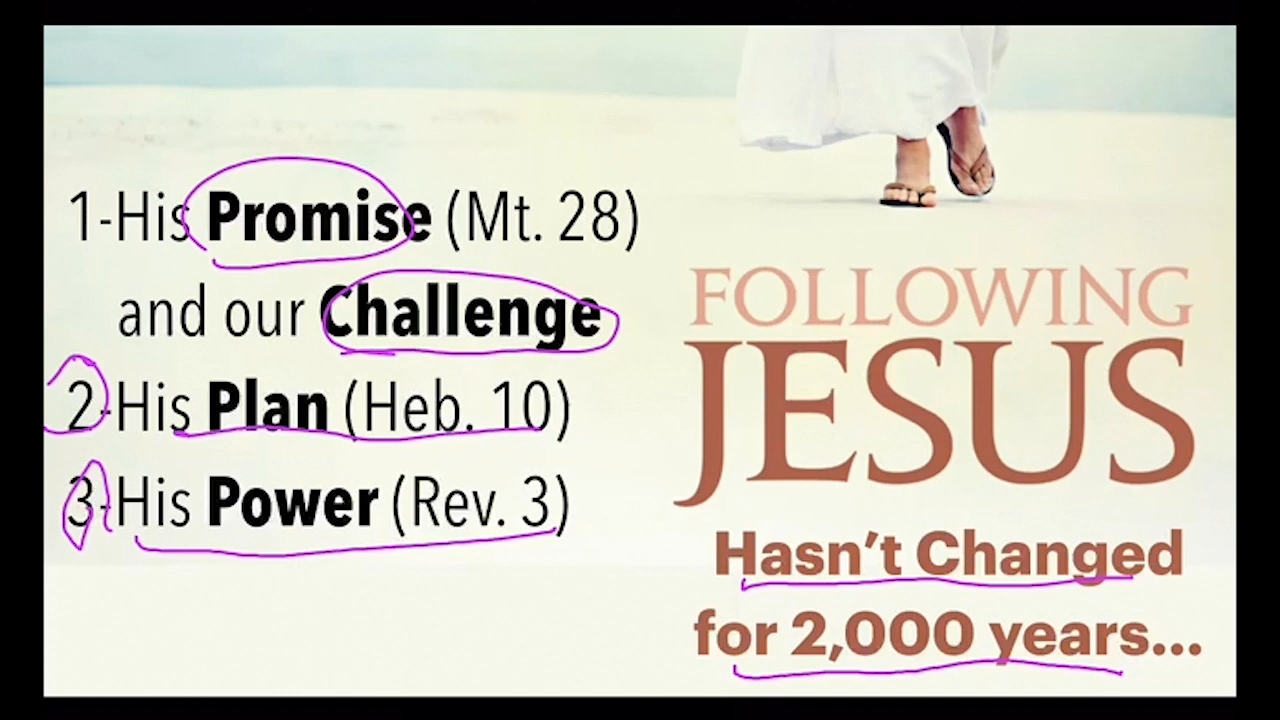 1-His Promise (Mt. 28)
and our Challenge
2-His Plan (Heb. 10)
3-His Power (Rev. 3)
FOLLOWING
JESUS
Hasn't Changed
for 2,000 years...